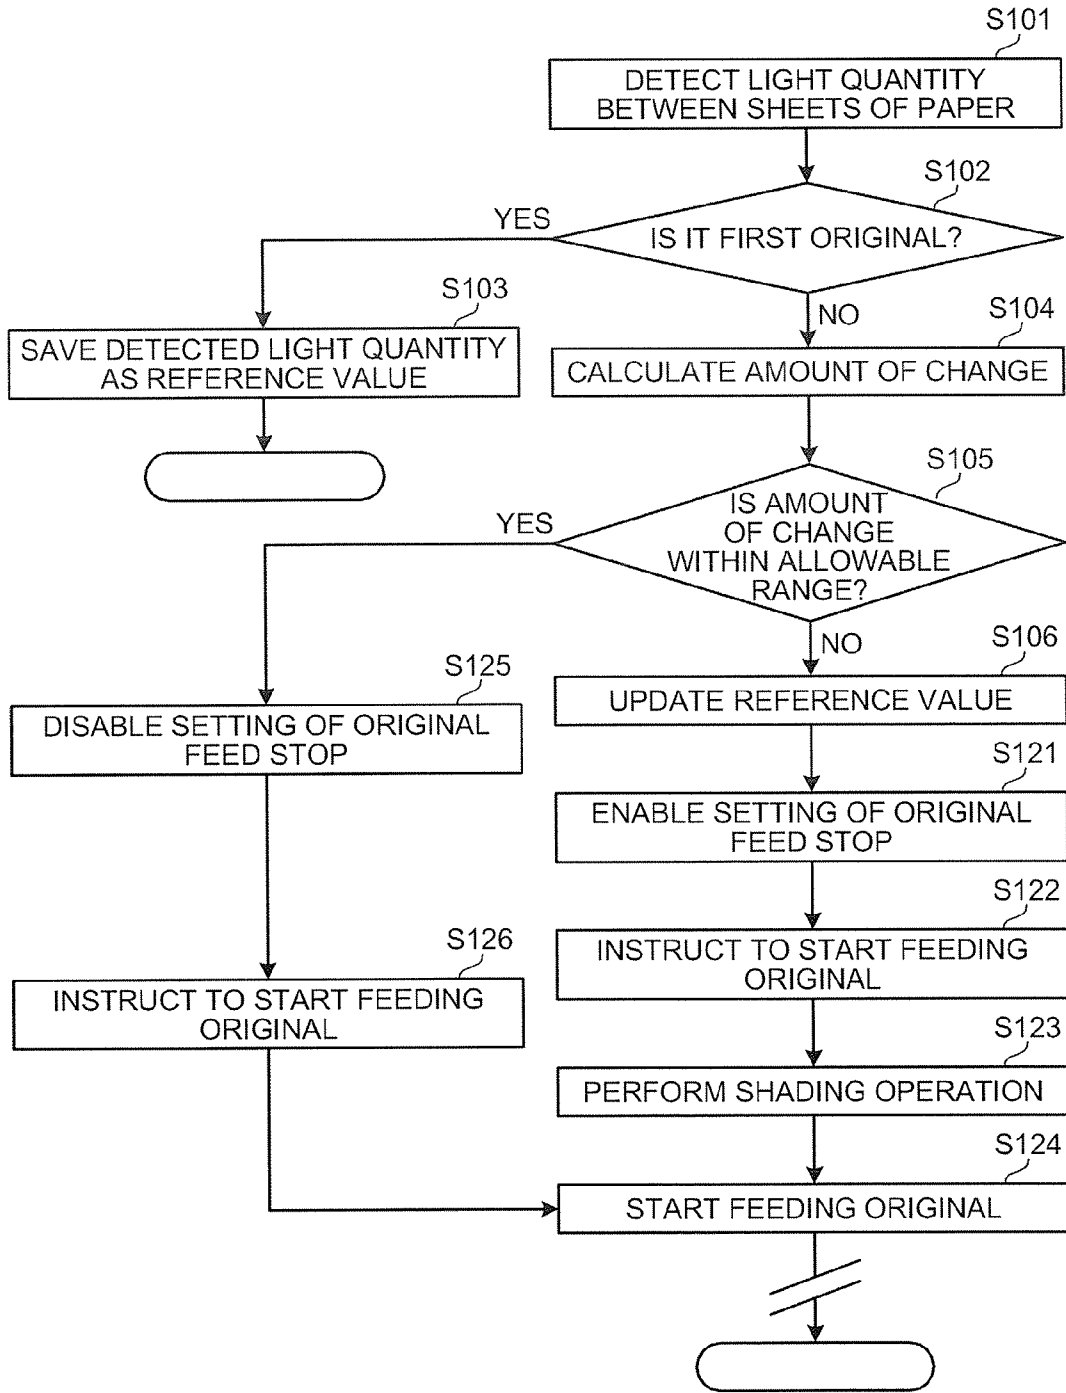 S101
DETECT LIGHT QUANTITY
BETWEEN SHEETS OF PAPER
S102
YES
IS IT FIRST ORIGINAL?
NO
S103
SAVE DETECTED LIGHT QUANTITY
AS REFERENCE VALUE
S104
CALCULATE AMOUNT OF CHANGE
S105
YES
IS AMOUNT
OF CHANGE
WITHIN ALLOWABLE
RANGE?
NO
S125
DISABLE SETTING OF ORIGINAL
FEED STOP
S106
UPDATE REFERENCE VALUE
S121
ENABLE SETTING OF ORIGINAL
FEED STOP
S122
INSTRUCT TO START FEEDING
ORIGINAL
S126
INSTRUCT TO START FEEDING
ORIGINAL
S123
PERFORM SHADING OPERATION
S124
START FEEDING ORIGINAL